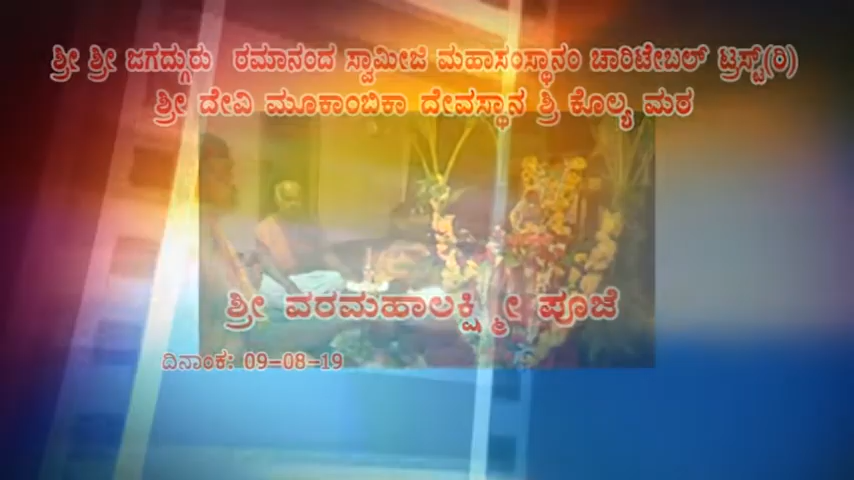 ಶ್ರೀ ಶ್ರೀ ಜಗದ್ಗುರು ರಮಾನಂದ ಸ್ವಾಮೀಜಿ ಮಹಾಸಂಸ್ಥಾನಂ ಚಾರಿಟೇಬಲ್ ಟ್ರಸ್ಟ್(ರಿ)
ಶ್ರೀ ದೇವಿ ಮೂಕಾಂಬಿಕಾ ದೇವಸ್ಥಾನ ಶ್ರಿ ಕೊಲ್ಯ ಮಠ
ಶ್ರೀ ವರಮಹಾಲಕ್ಷ್ಮೀ ಪೂಜೆ
ದಿನಾಂಕ: 09-08-19